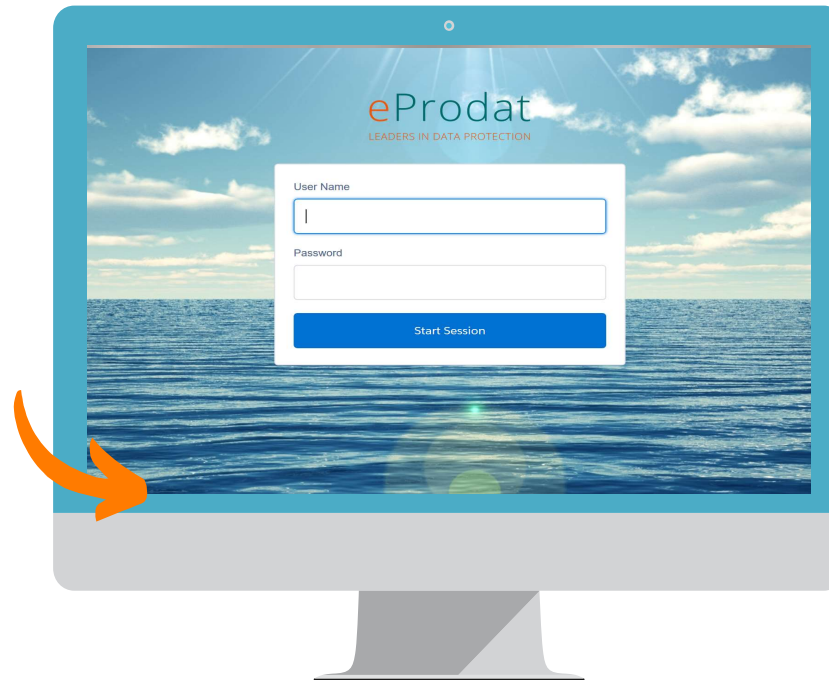 eProdat
LEADERS IN DATA PROTECTION
User Name
Password
Start Session